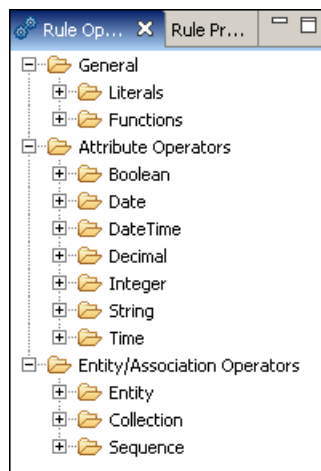 Rule Op... Rule Pr...
General
Literals
Functions
Attribute Operators
Boolean
Date
DateTime
Decimal
Integer
String
Time
Entity/Association Operators
Entity
Collection
Sequence